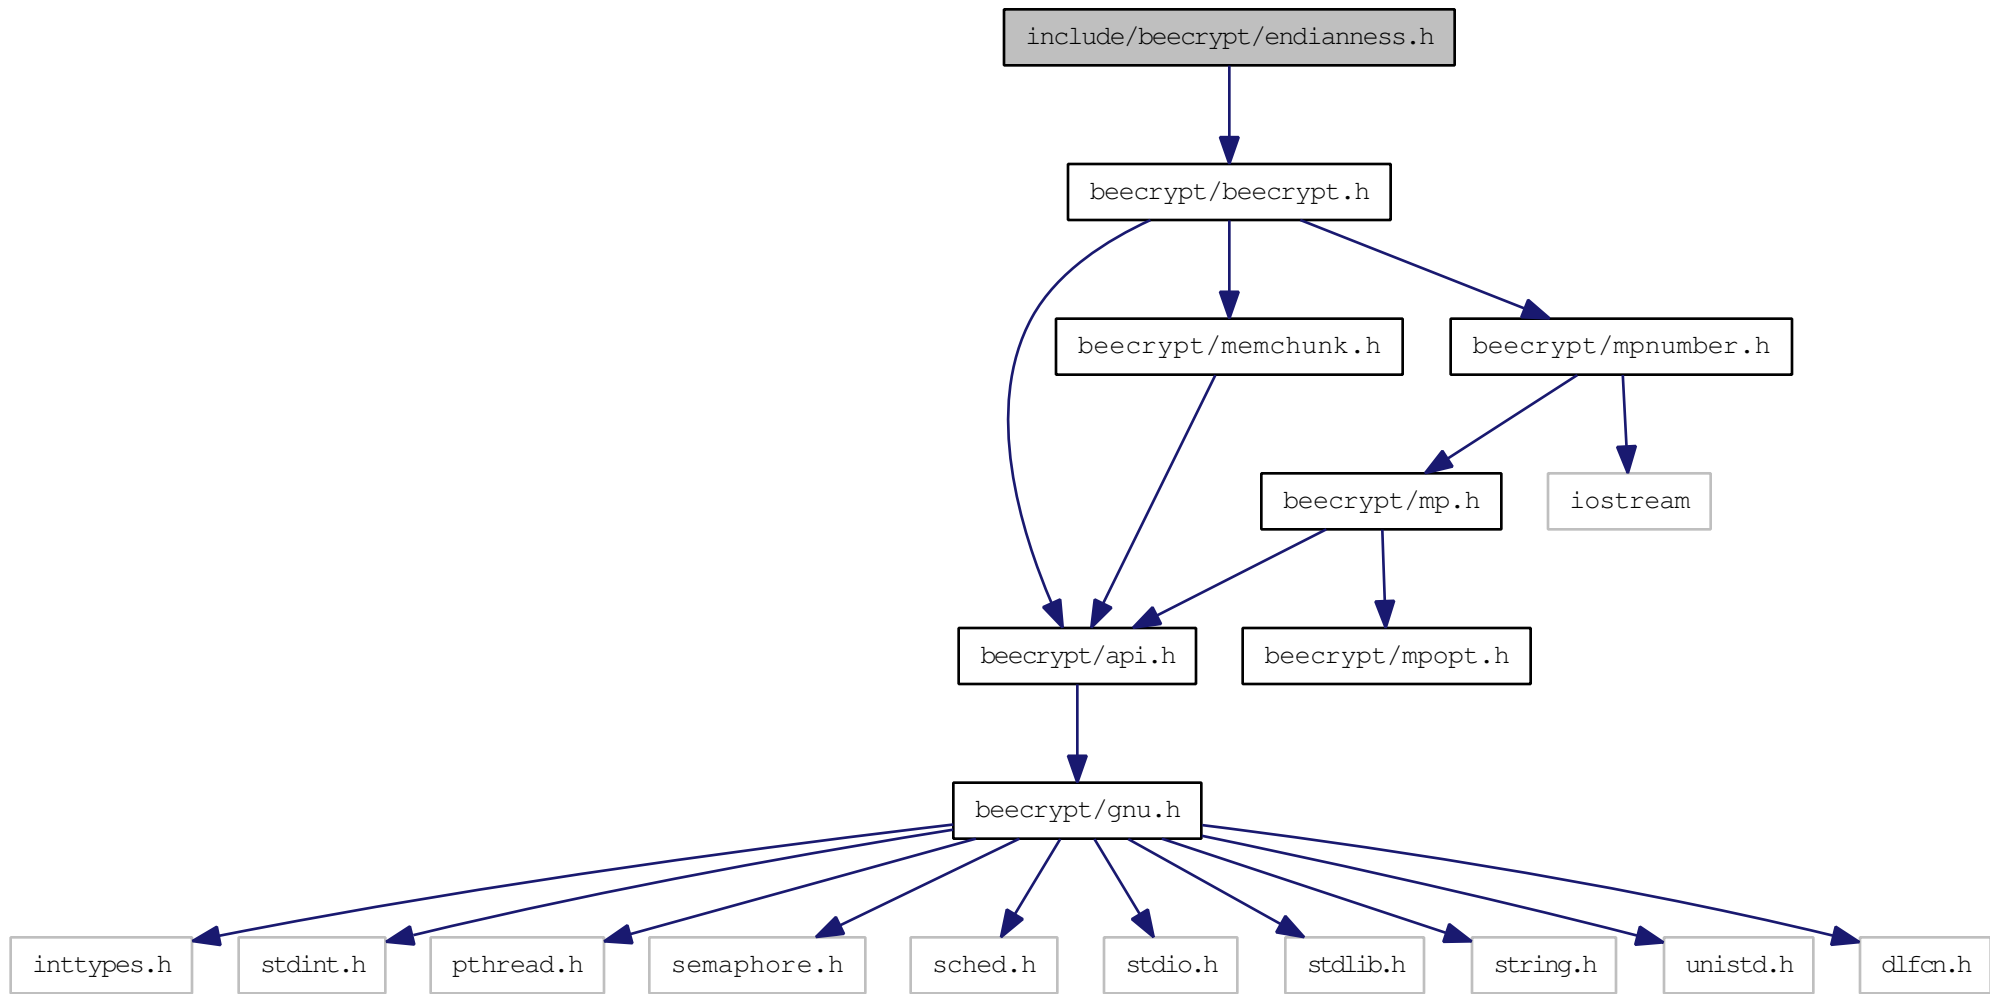 include/beecrypt/endianness.h
beecrypt/beecrypt.h
beecrypt/memchunk.h
beecrypt/mpnumber.h
beecrypt/mp.h
iostream
beecrypt/api.h
beecrypt/mpopt.h
beecrypt/gnu.h
inttypes.h
stdint.h
pthread.h
semaphore.h
sched.h
stdio.h
stdlib.h
string.h
unistd.h
dlfcn.h